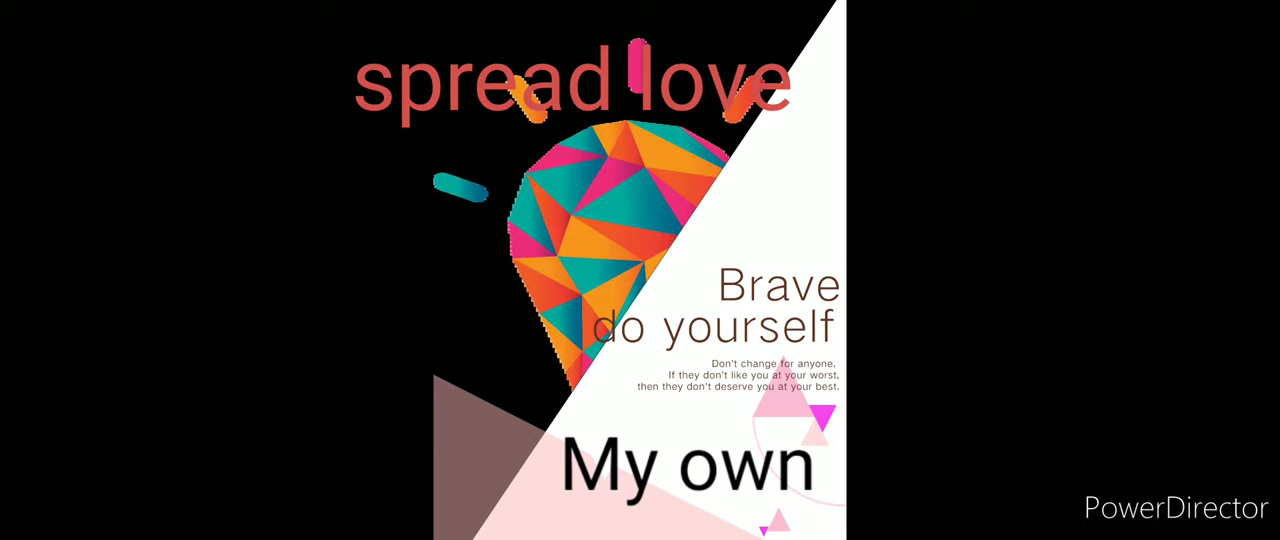 spread love
Brave
do yourself
Don't change for anyone.
If they don't like you at your worst,
then they don't deserve you at your best.
My own
PowerDirector